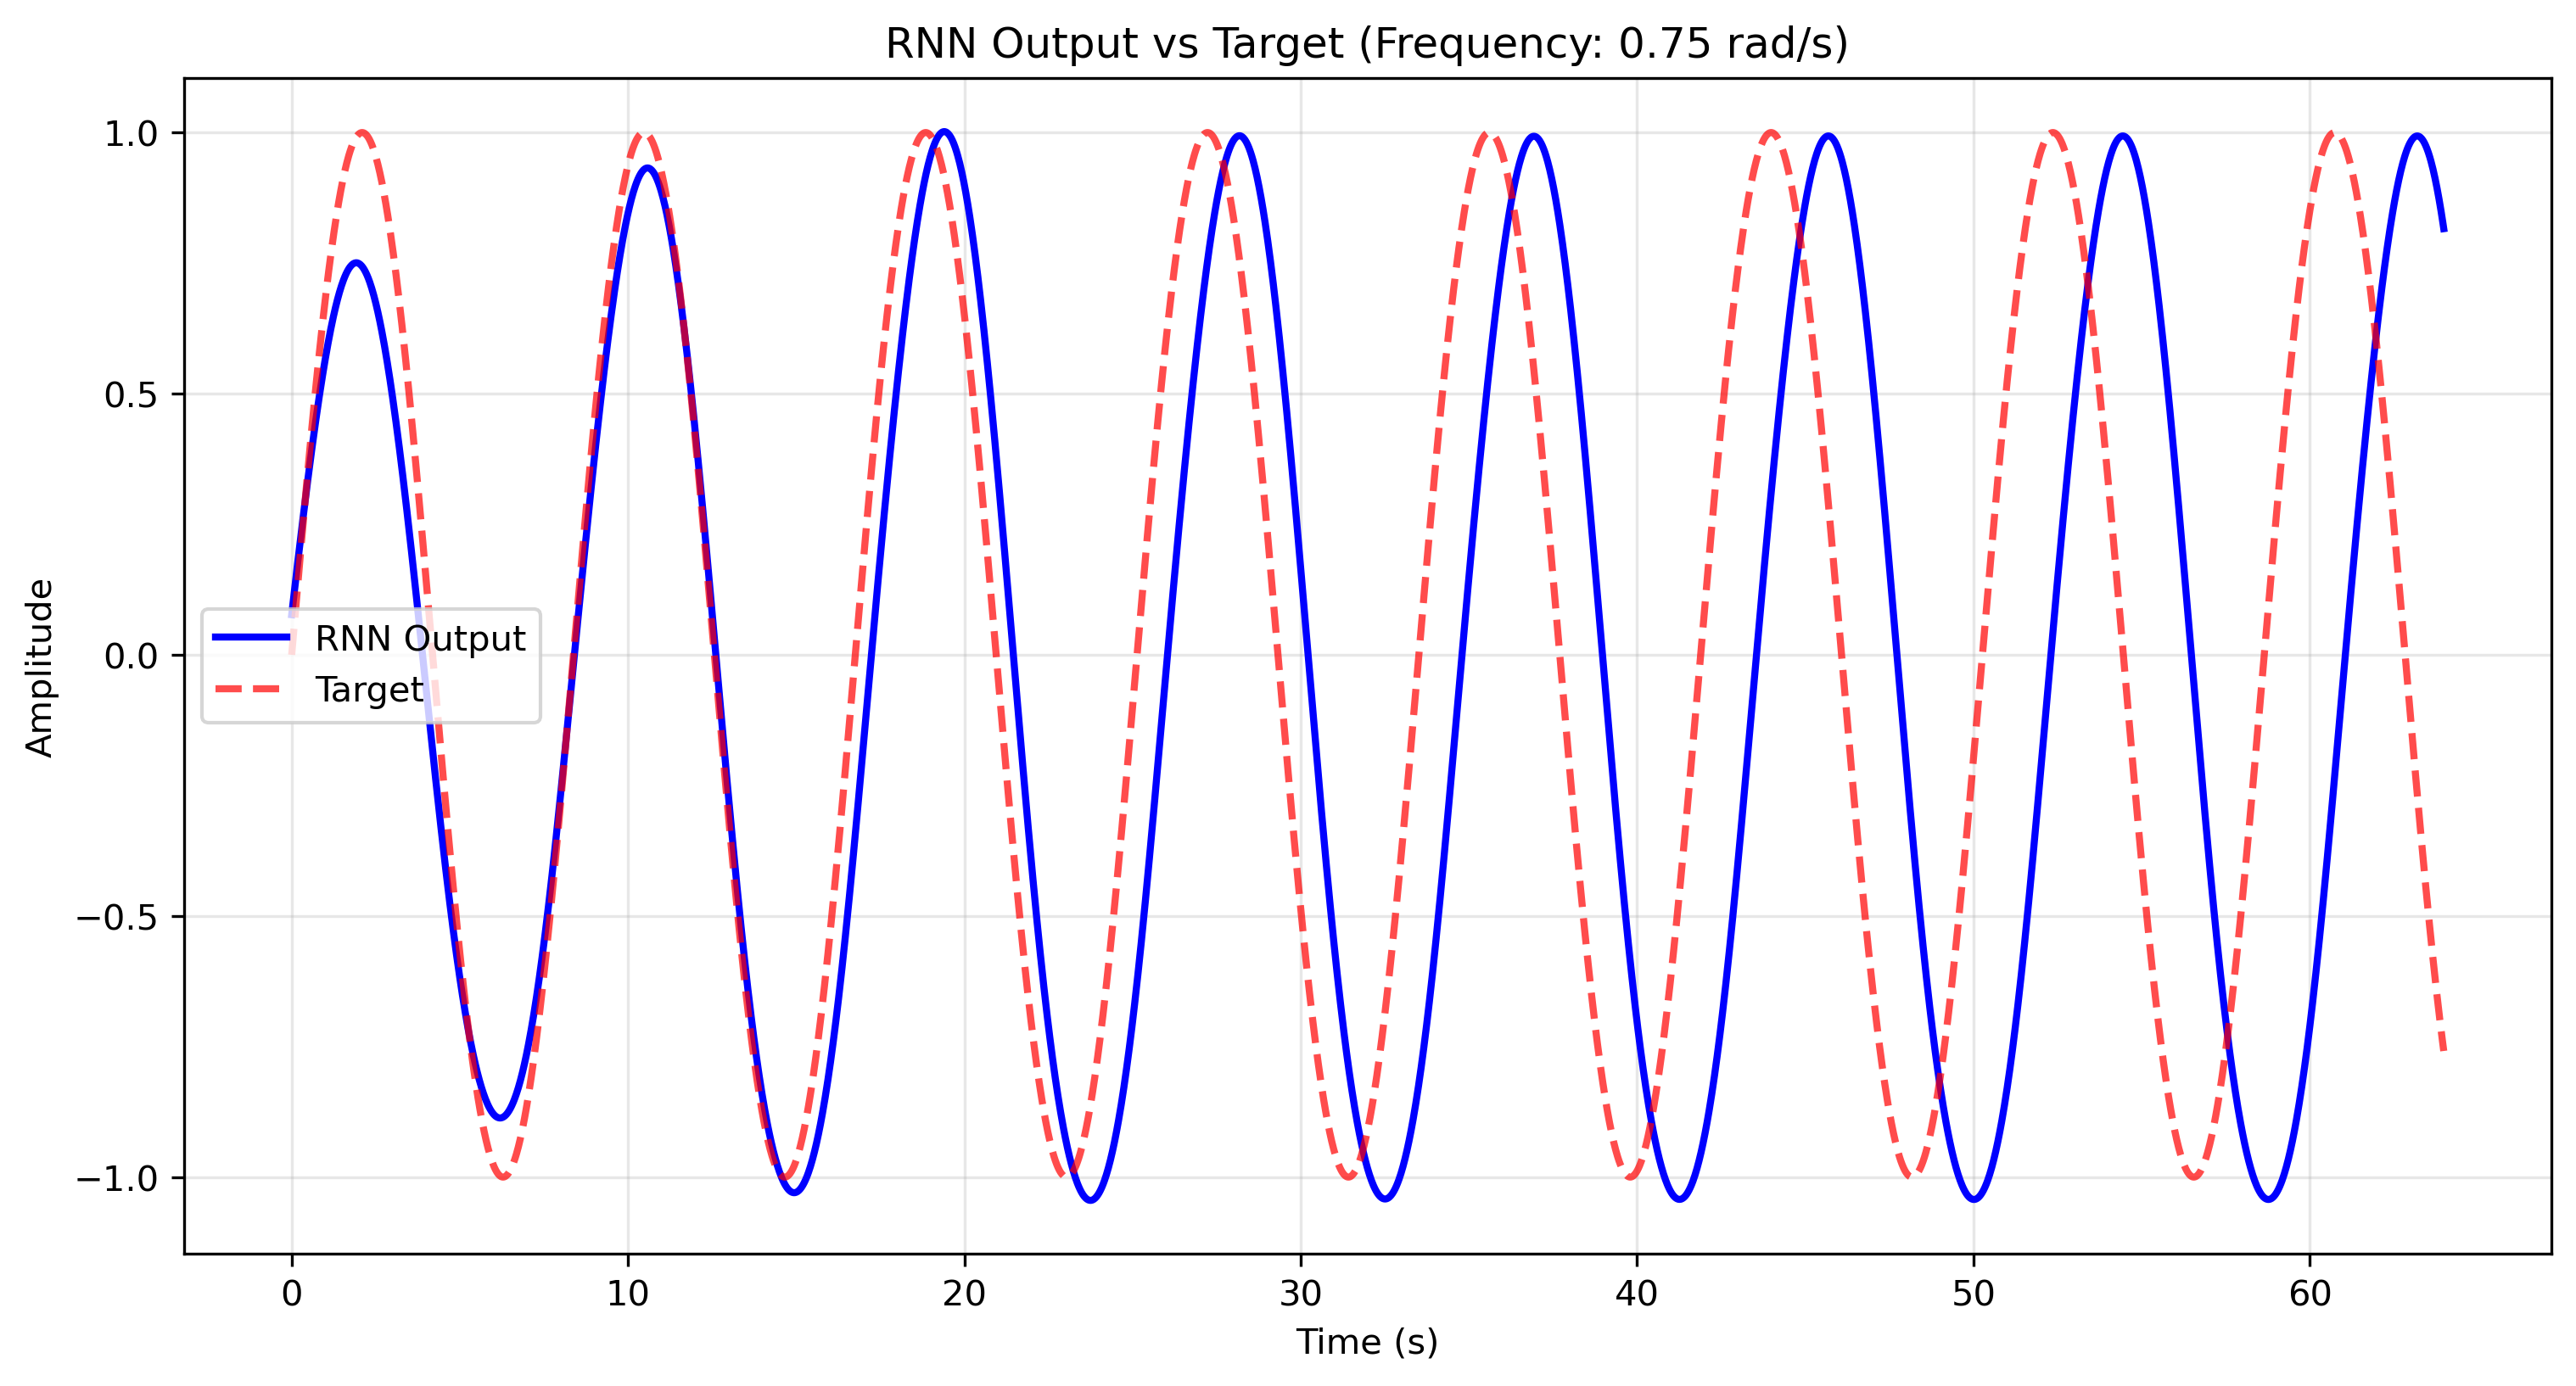 RNN Output vs Target (Frequency: 0.75 rad/s)
Amplitude
1.0
0.5
0.0
−0.5
−1.0
RNN Output
Target
0 10 20 30 40 50 60
Time (s)